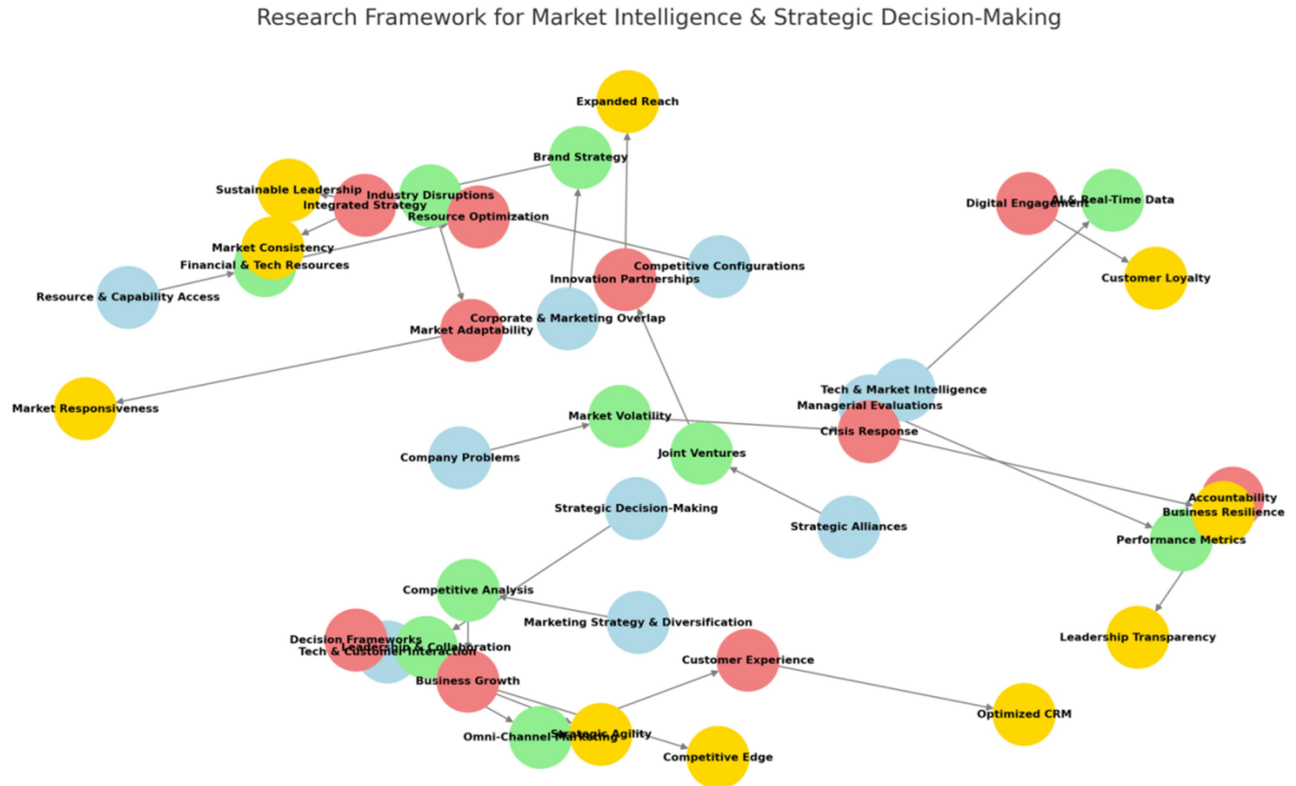 Research Framework for Market Intelligence & Strategic Decision-Making
Expanded Reach
Brand Strategy
Sustainable Leadership
Industry Disruptions
Integrated Strategy
Resource Optimization
Digital Engagement
AI & Real-Time Data
Market Consistency
Financial & Tech Resources
Competitive Configurations
Innovation Partnerships
Customer Loyalty
Resource & Capability Access
Corporate & Marketing Overlap
Market Adaptability
Tech & Market Intelligence
Managerial Evaluations
Market Responsiveness
Market Volatility
Crisis Response
Company Problems
Joint Ventures
Accountability
Strategic Decision-Making
Business Resilience
Strategic Alliances
Performance Metrics
Competitive Analysis
Marketing Strategy & Diversification
Leadership Transparency
Decision Frameworks
Leadership & Collaboration
Tech & Customer Interaction
Customer Experience
Business Growth
Optimized CRM
Omni-Channel Marketing
Strategic Agility
Competitive Edge